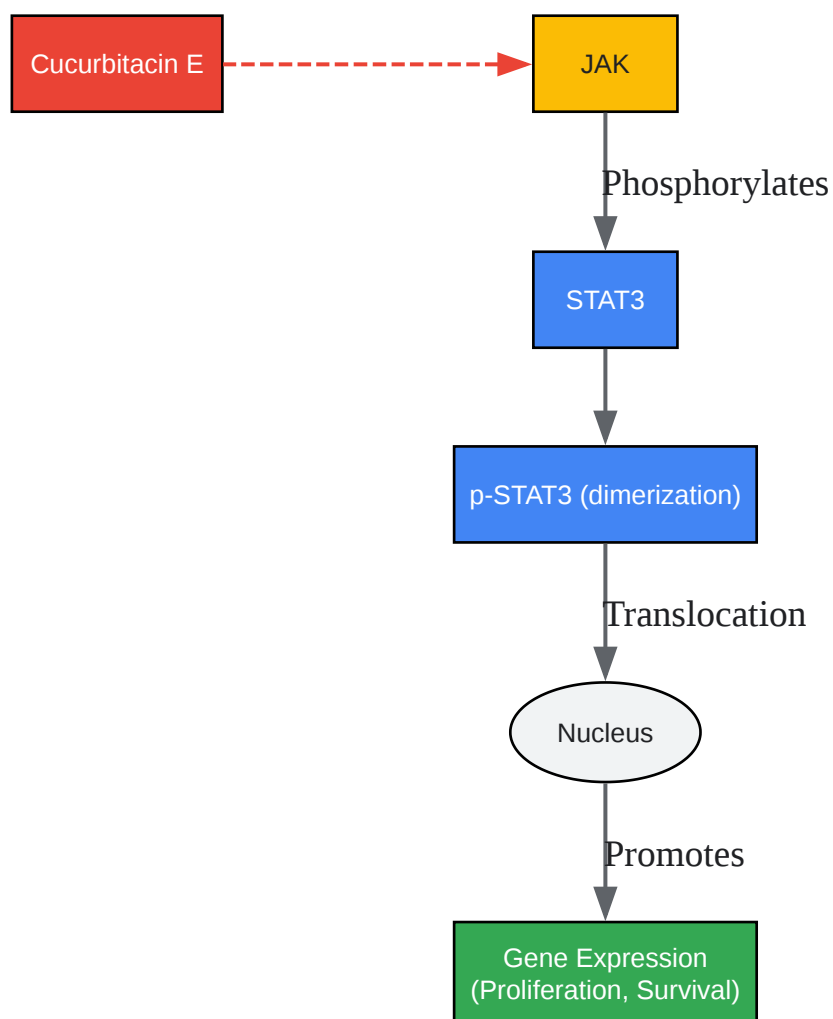 Cucurbitacin E
JAK
Phosphorylates
STAT3
p-STAT3 (dimerization)
Translocation
Nucleus
Promotes
Gene Expression
(Proliferation, Survival)